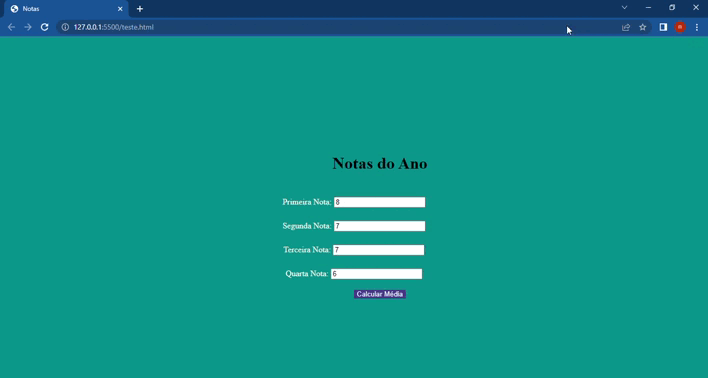 Notas
127.0.0.1:5500/teste.html
Notas do Ano
Primeira Nota: 8
Segunda Nota: 7
Terceira Nota: 7
Quarta Nota: 6
Calcular Média